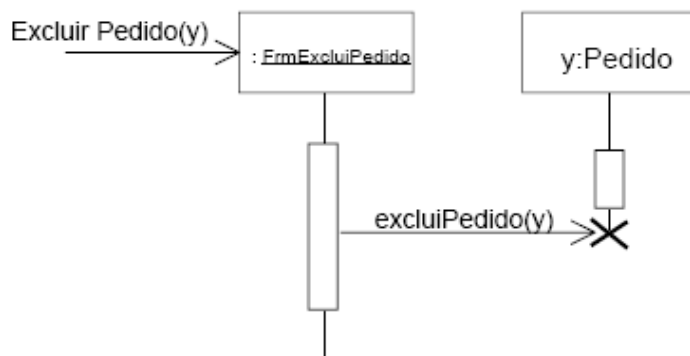 Excluir Pedido(y)
: FrmExcluiPedido
y:Pedido
excluiPedido(y)